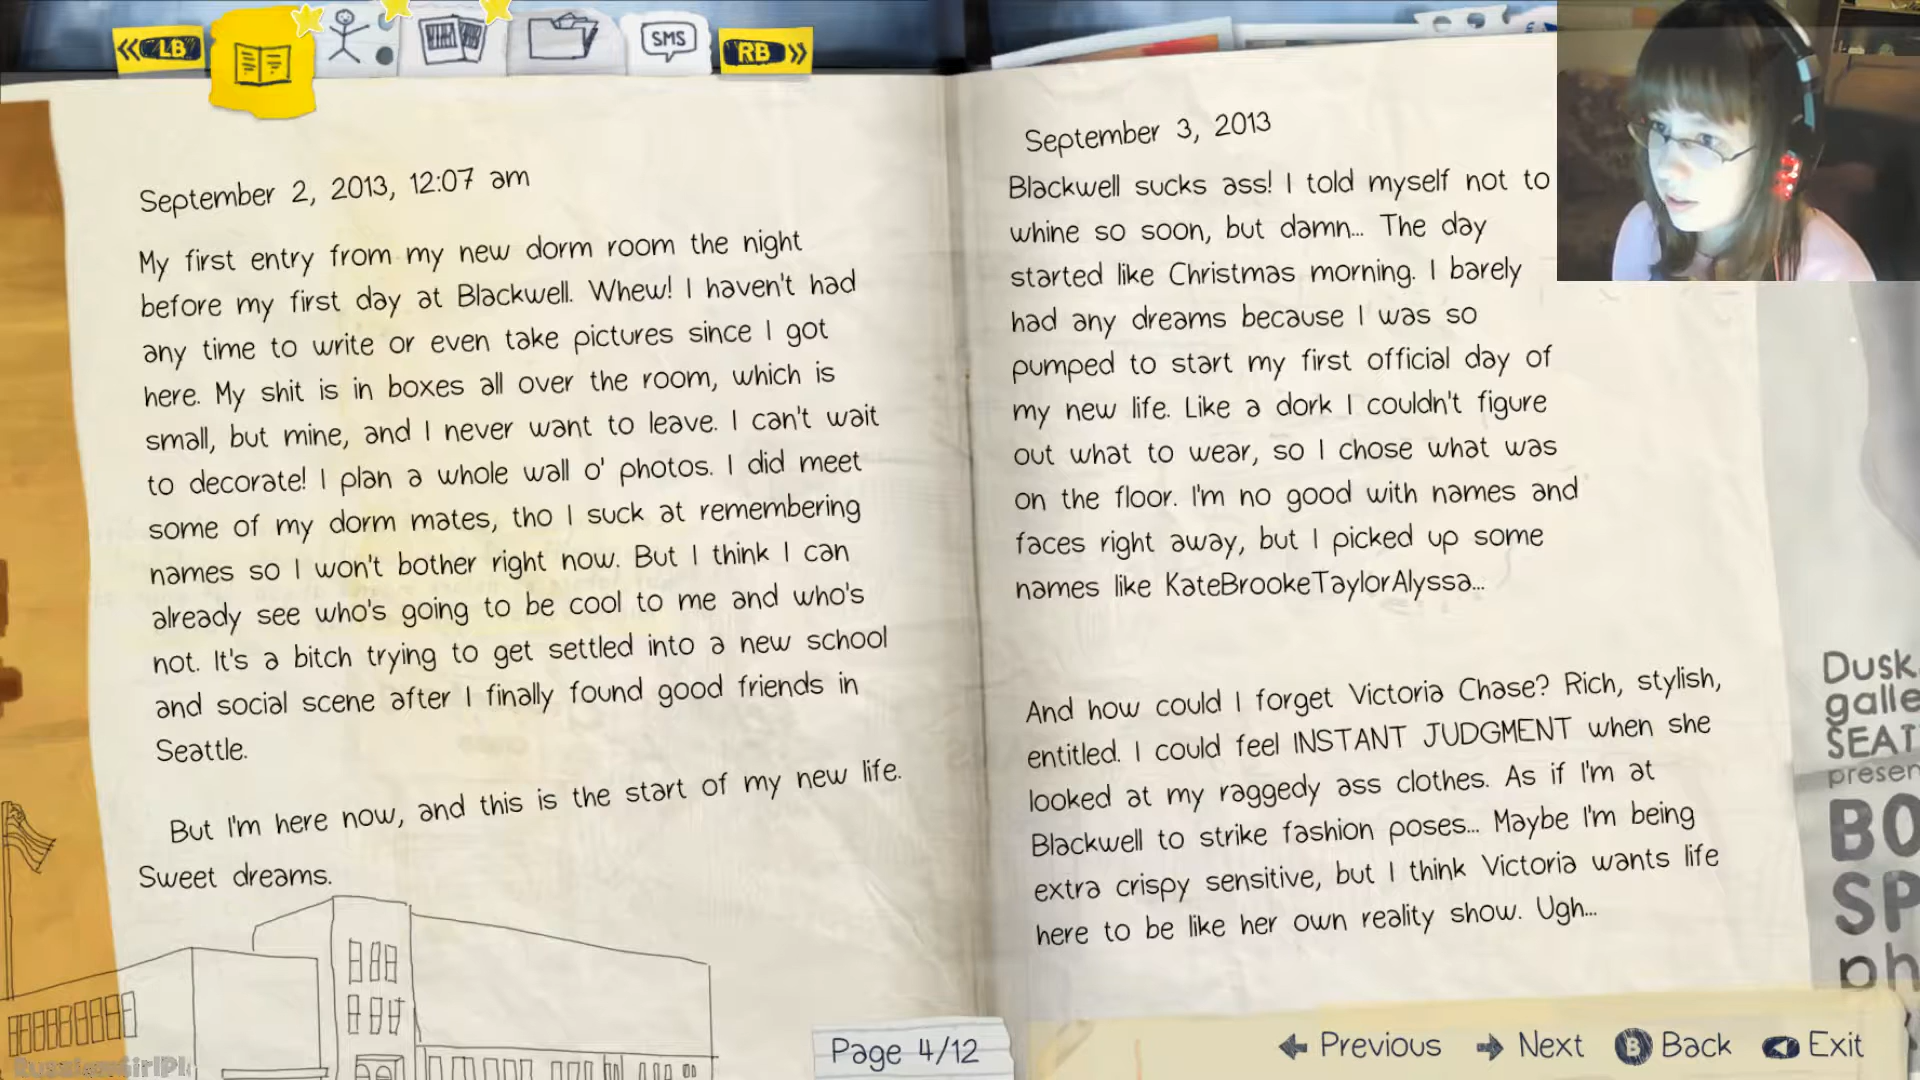 LB
SMS
RB
September 2, 2013, 12:07 am
My first entry from my new dorm room the night
before my first day at Blackwell. Whew! I haven't had
any time to write or even take pictures since I got
here. My shit is in boxes all over the room, which is
small, but mine, and I never want to leave. I can't wait
to decorate! I plan a whole wall o' photos. I did meet
some of my dorm mates, tho I suck at remembering
names so I won't bother right now. But I think I can
already see who's going to be cool to me and who's
not. It's a bitch trying to get settled into a new school
and social scene after I finally found good friends in
Seattle.
But I'm here now, and this is the start of my new life.
Sweet dreams.
September 3, 2013
Blackwell sucks ass! I told myself not to
whine so soon, but damn... The day
started like Christmas morning. I barely
had any dreams because I was so
pumped to start my first official day of
my new life. Like a dork I couldn't figure
out what to wear, so I chose what was
on the floor. I'm no good with names and
faces right away, but I picked up some
names like KateBrookeTaylorAlyssa...
And how could I forget Victoria Chase? Rich, stylish,
entitled. I could feel INSTANT JUDGMENT when she
looked at my raggedy ass clothes. As if I'm at
Blackwell to strike fashion poses... Maybe I'm being
extra crispy sensitive, but I think Victoria wants life
here to be like her own reality show. Ugh...
Dusk
galle
SEAT
presen
BO
SP
ph
RussianGirlPl
Page 4/12
Previous
Next
B Back
Exit